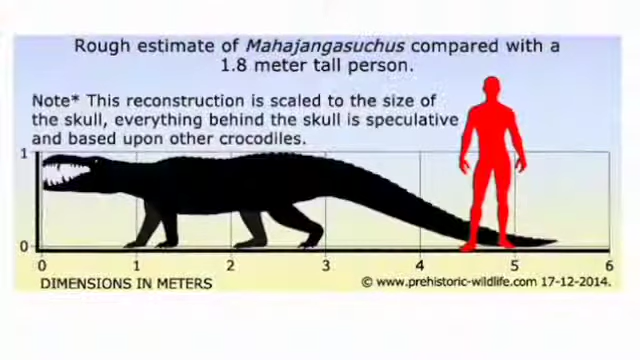 Rough estimate of Mahajangasuchus compared with a
1.8 meter tall person.
Note* This reconstruction is scaled to the size of
the skull, everything behind the skull is speculative
and based upon other crocodiles.
1
0
0 1 2 3 4 5 6
DIMENSIONS IN METERS
© www.prehistoric-wildlife.com 17-12-2014.